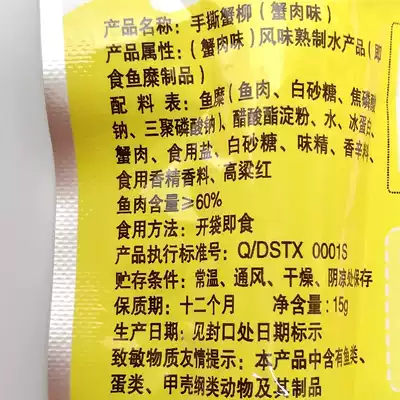 产品名称：手撕蟹柳（蟹肉味）
产品属性：（蟹肉味）风味熟制水产品（即
食鱼糜制品）
配 料 表：鱼糜（鱼肉、白砂糖、焦磷酸
钠、三聚磷酸钠）、醋酸酯淀粉、水、冰蛋白、
蟹肉、食用盐、白砂糖、味精、香辛料、
食用香精香料、高粱红
鱼肉含量≥60%
食用方法：开袋即食
产品执行标准号：Q/DSTX 0001S
贮存条件：常温、通风、干燥、阴凉处保存
保质期：十二个月 净含量：15g
生产日期：见封口处日期标示
致敏物质友情提示：本产品中含有鱼类、
蛋类、甲壳纲类动物及其制品